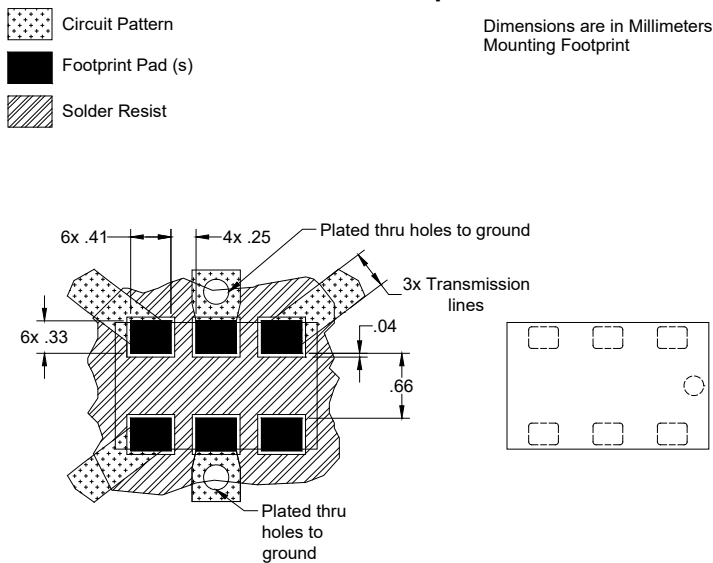 Circuit Pattern
Footprint Pad (s)
Solder Resist
Dimensions are in Millimeters
Mounting Footprint
6x .41
4x .25
Plated thru holes to ground
3x Transmission
lines
6x .33
.04
.66
Plated thru
holes to
ground